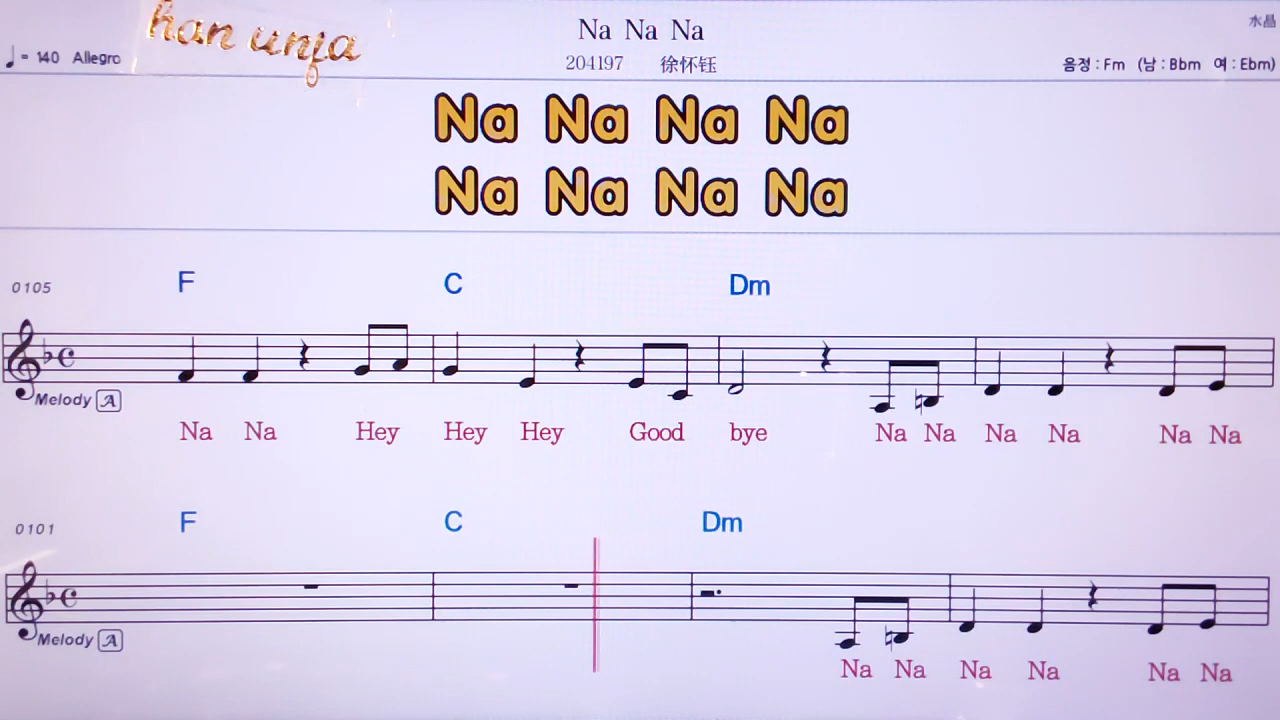 han unja
Na Na Na
水晶
♩= 140 Allegro
204197 徐怀钰
음정 : Fm (남 : Bbm 여 : Ebm)
Na Na Na Na
Na Na Na Na
0105
F C Dm
Melody A
Na Na Hey Hey Hey Good bye Na Na Na Na Na Na
0101
F C Dm
Melody A
Na Na Na Na Na Na